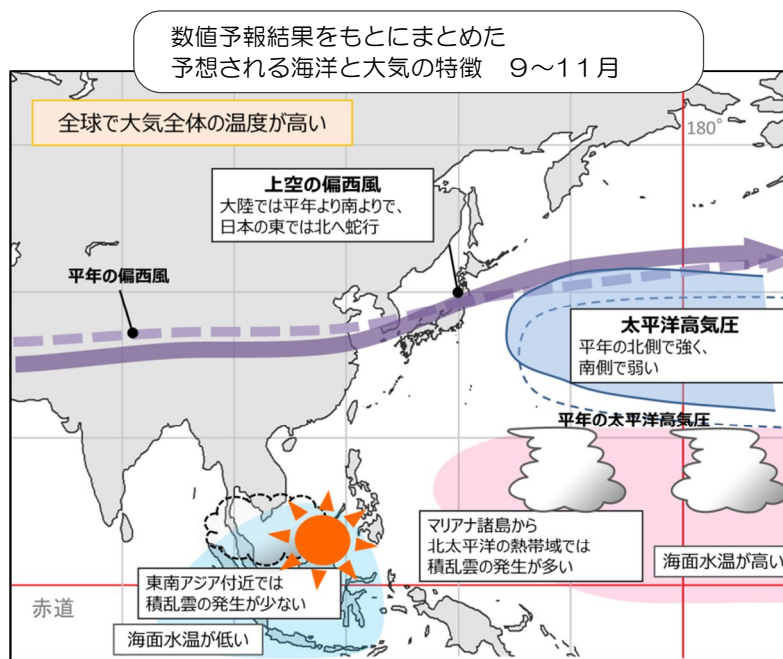 数値予報結果をもとにまとめた
予想される海洋と大気の特徴　９～１１月
全球で大気全体の温度が高い
180°
上空の偏西風
大陸では平年より南よりで、
日本の東では北へ蛇行
平年の偏西風
太平洋高気圧
平年の北側で強く、
南側で弱い
平年の太平洋高気圧
マリアナ諸島から
北太平洋の熱帯域では
積乱雲の発生が多い
海面水温が高い
東南アジア付近では
積乱雲の発生が少ない
赤道
海面水温が低い